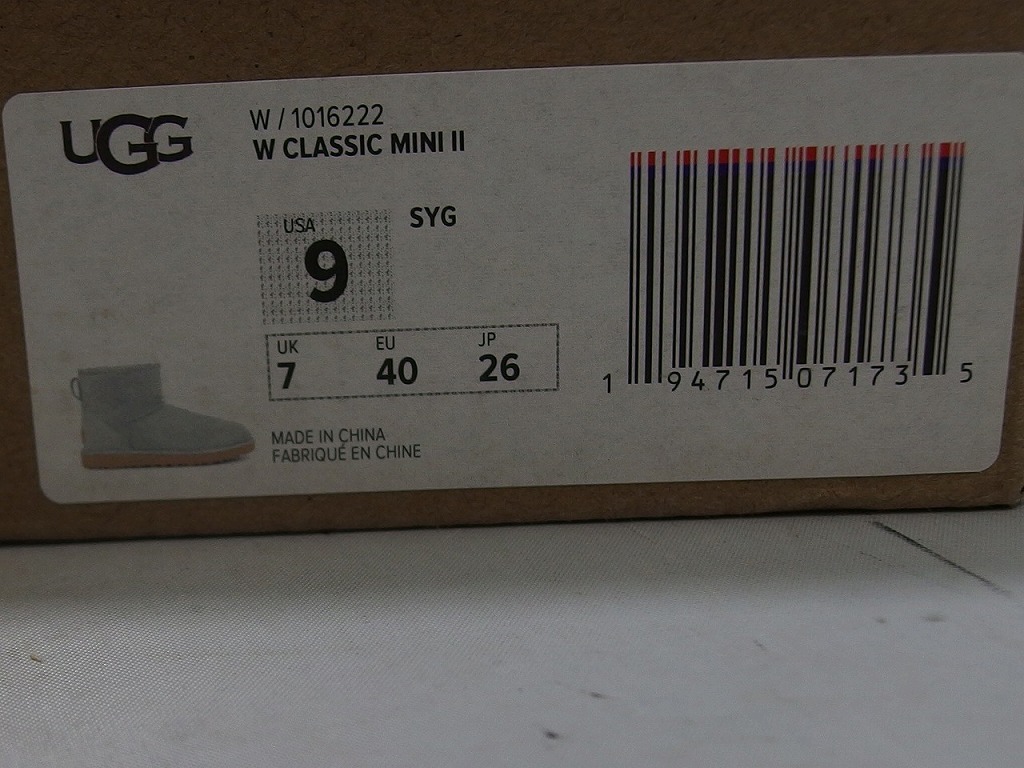 UGG
W / 1016222
W CLASSIC MINI II
USA
9
SYG
UK EU JP
7 40 26
MADE IN CHINA
FABRIQUÉ EN CHINE
1 94715 07173 5